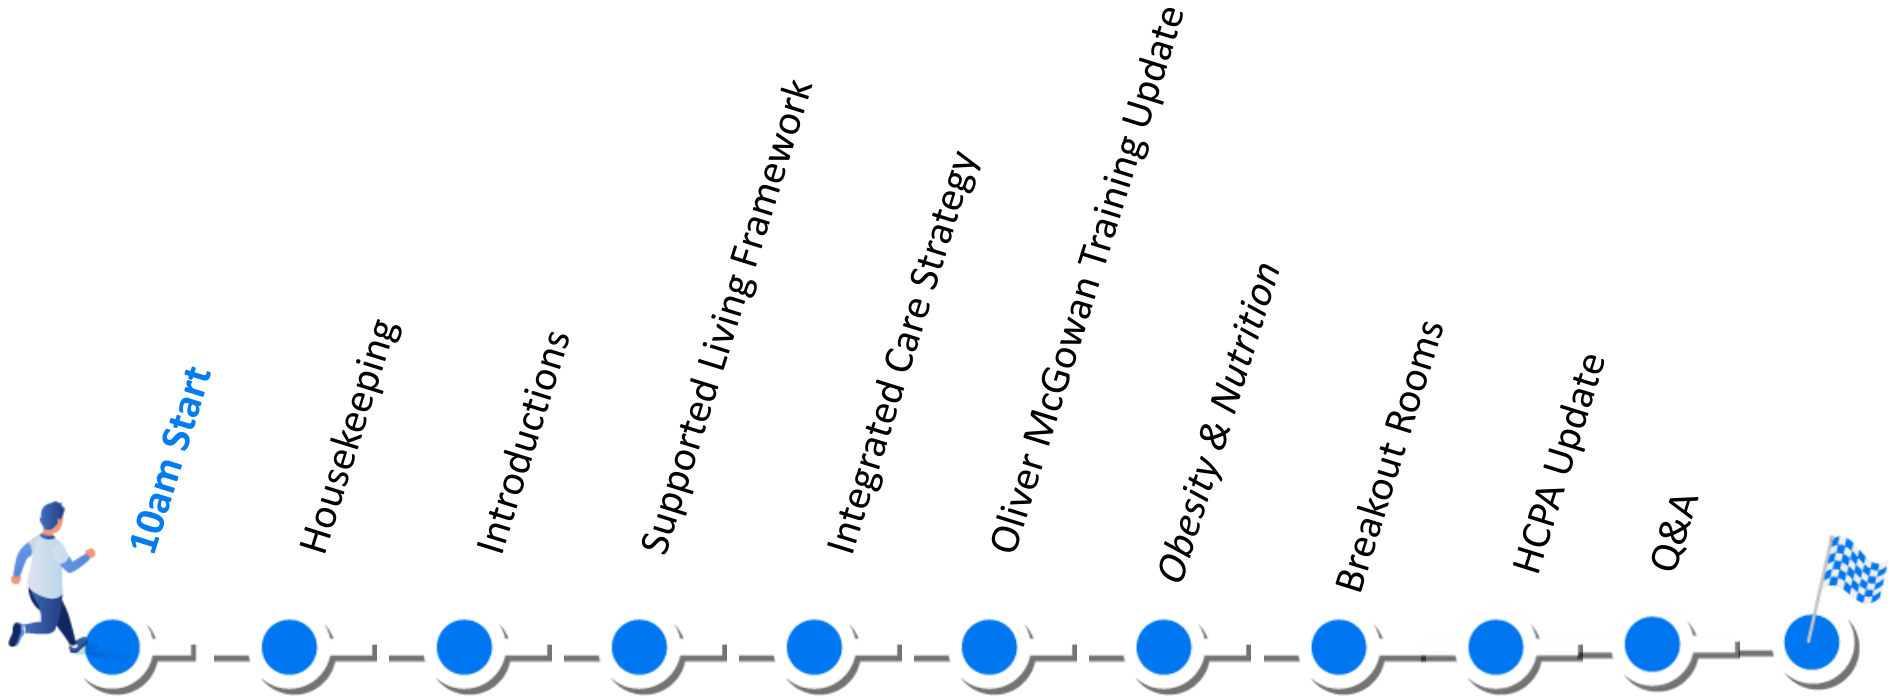 10am Start
Housekeeping
Introductions
Supported Living Framework
Integrated Care Strategy
Oliver McGowan Training Update
Obesity & Nutrition
Breakout Rooms
HCPA Update
Q&A